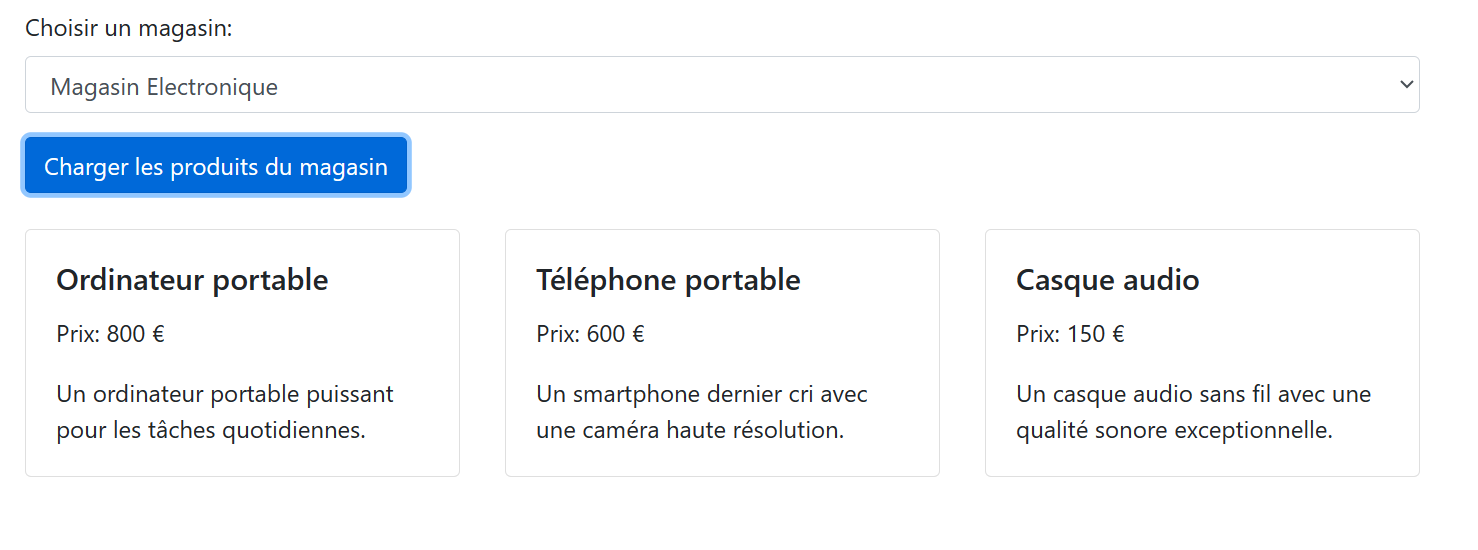 Choisir un magasin:
Magasin Electronique
Charger les produits du magasin
Ordinateur portable
Prix: 800 €
Un ordinateur portable puissant
pour les tâches quotidiennes.
Téléphone portable
Prix: 600 €
Un smartphone dernier cri avec
une caméra haute résolution.
Casque audio
Prix: 150 €
Un casque audio sans fil avec une
qualité sonore exceptionnelle.